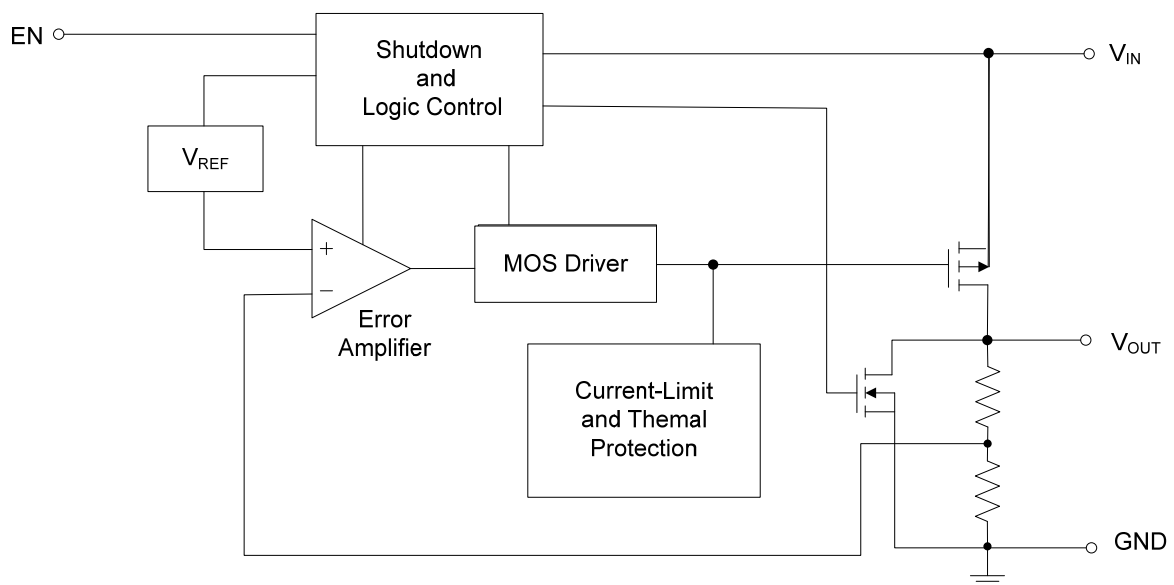 EN
Shutdown
and
Logic Control
VIN
VREF
+
−
MOS Driver
Error
Amplifier
VOUT
Current-Limit
and Themal
Protection
GND